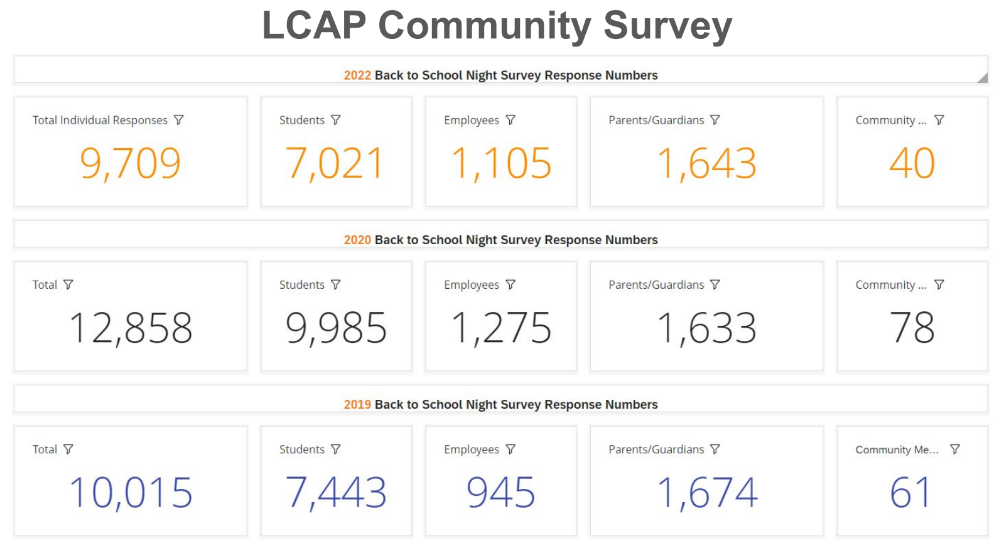 LCAP Community Survey
2022 Back to School Night Survey Response Numbers
Total Individual Responses
9,709
Students
7,021
Employees
1,105
Parents/Guardians
1,643
Community ...
40
2020 Back to School Night Survey Response Numbers
Total
12,858
Students
9,985
Employees
1,275
Parents/Guardians
1,633
Community ...
78
2019 Back to School Night Survey Response Numbers
Total
10,015
Students
7,443
Employees
945
Parents/Guardians
1,674
Community Me...
61